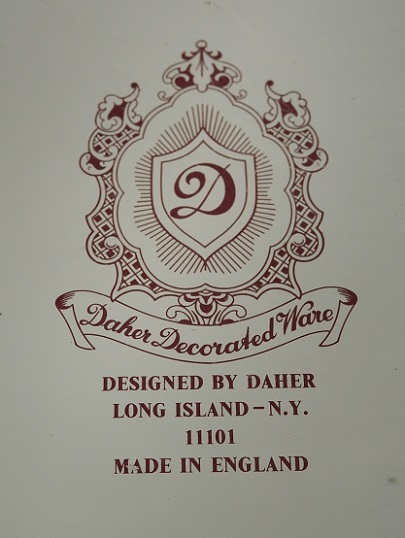 D
Daher Decorated Ware
DESIGNED BY DAHER
LONG ISLAND – N.Y.
11101
MADE IN ENGLAND